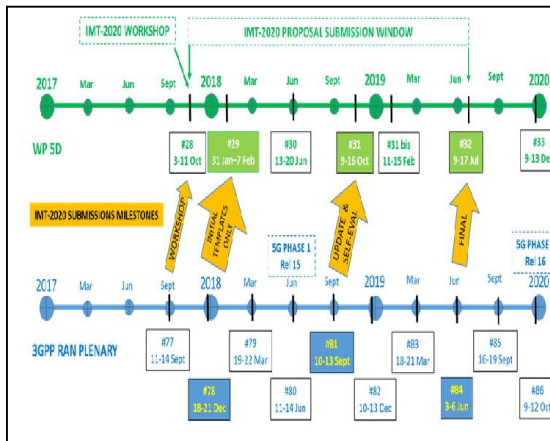 IMT-2020 WORKSHOP
IMT-2020 PROPOSAL SUBMISSION WINDOW
2017 Mar Jun Sept 2018 Mar Jun Sept 2019 Mar Jun Sept 2020
WP 5D
#28
3-11 Oct
#29
31 Jan-7 Feb
#30
13-20 Jun
#31
9-16 Oct
#31 bis
11-15 Feb
#32
9-17 Jul
#33
9-13 Dec
IMT-2020 SUBMISSIONS MILESTONES
WORKSHOP
INITIAL
TEMPLATES
ONLY
UPDATE &
SELF-EVAL
FINAL
5G PHASE 1
Rel 15
5G PHASE
Rel 16
2017 Mar Jun Sept 2018 Mar Jun Sept 2019 Mar Jun Sept 2020
3GPP RAN PLENARY
#77
11-14 Sept
#78
18-21 Dec
#79
19-22 Mar
#80
11-14 Jun
#81
10-13 Sept
#82
10-13 Dec
#83
18-21 Mar
#84
3-6 Jun
#85
16-19 Sept
#86
9-12 Oct